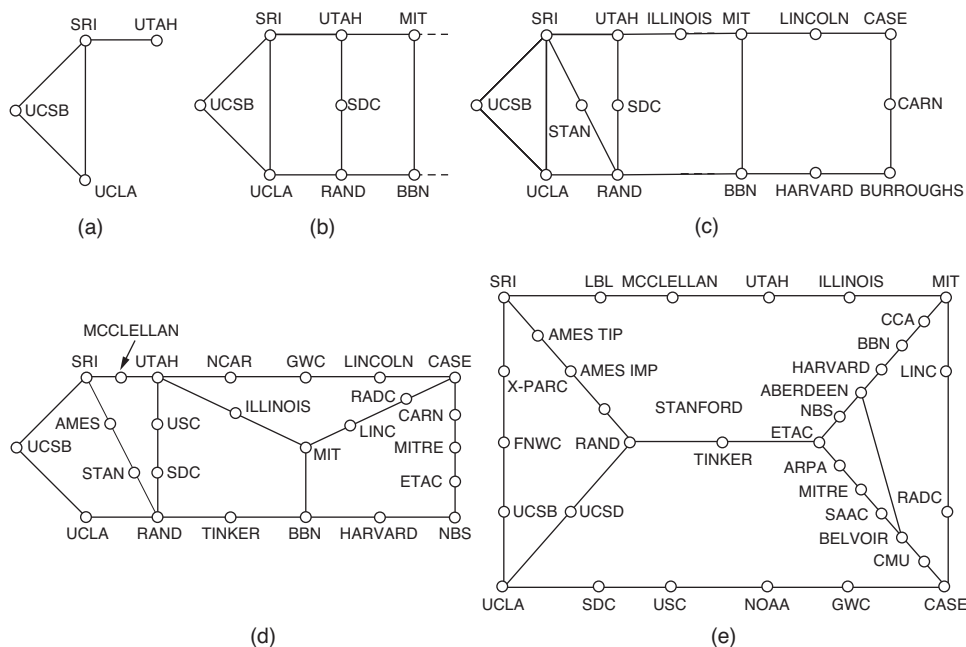 SRI UTAH
UCSB
UCLA
(a)
SRI UTAH MIT
UCSB SDC
UCLA RAND BBN
(b)
SRI UTAH ILLINOIS MIT LINCOLN CASE
UCSB STAN SDC CARN
UCLA RAND BBN HARVARD BURROUGHS
(c)
MCCLELLAN
SRI UTAH NCAR GWC LINCOLN CASE
RADC
AMES USC ILLINOIS LINC CARN
UCSB MIT MITRE
STAN SDC ETAC
UCLA RAND TINKER BBN HARVARD NBS
(d)
SRI LBL MCCLELLAN UTAH ILLINOIS MIT
AMES TIP CCA
BBN
X-PARC AMES IMP HARVARD LINC
ABERDEEN
STANFORD NBS
FNWC RAND TINKER ETAC
ARPA
MITRE
UCSB UCSD SAAC RADC
BELVOIR
CMU
UCLA SDC USC NOAA GWC CASE
(e)